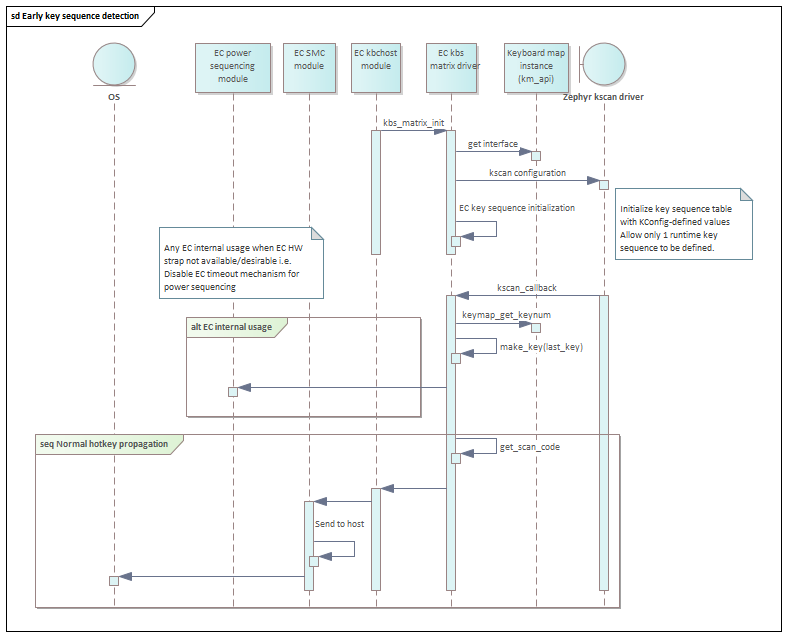 sd Early key sequence detection
EC power
sequencing
module
EC SMC
module
EC kbchost
module
EC kbs
matrix driver
Keyboard map
instance
(km_api)
OS
Zephyr kscan driver
kbs_matrix_init
get interface
kscan configuration
EC key sequence initialization
Initialize key sequence table
with KConfig-defined values
Allow only 1 runtime key
sequence to be defined.
Any EC internal usage when EC HW
strap not available/desirable i.e.
Disable EC timeout mechanism for
power sequencing
kscan_callback
alt EC internal usage
keymap_get_keynum
make_key(last_key)
seq Normal hotkey propagation
get_scan_code
Send to host